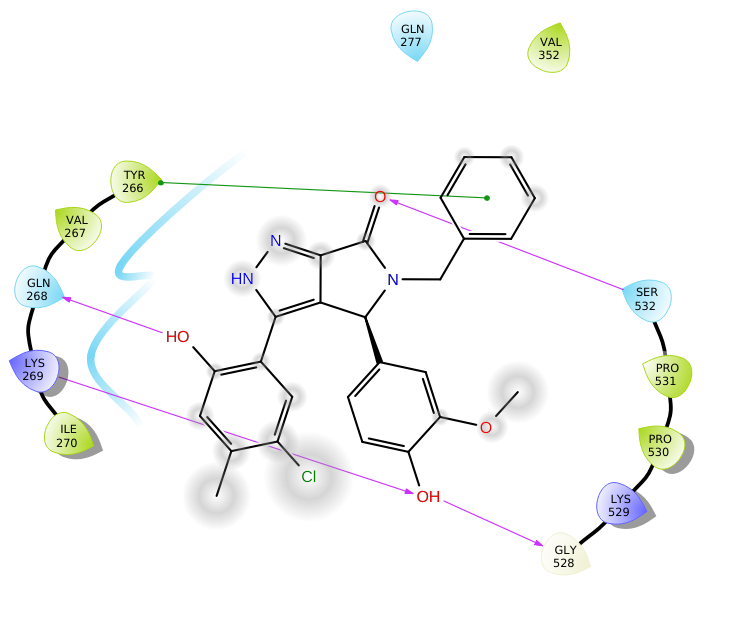 GLN
277
VAL
352
TYR
266
VAL
267
GLN
268
LYS
269
ILE
270
O
N
HN
N
HO
Cl
O
OH
SER
532
PRO
531
PRO
530
LYS
529
GLY
528